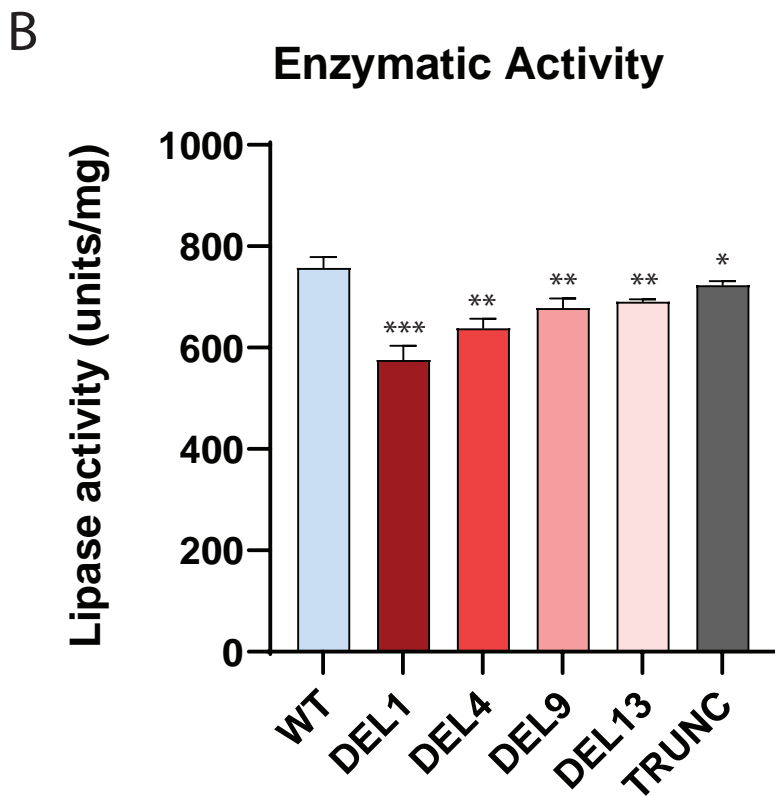 B
Enzymatic Activity
Lipase activity (units/mg)
1000
800
600
400
200
0
***
**
**
**
*
WT
DEL1
DEL4
DEL9
DEL13
TRUNC